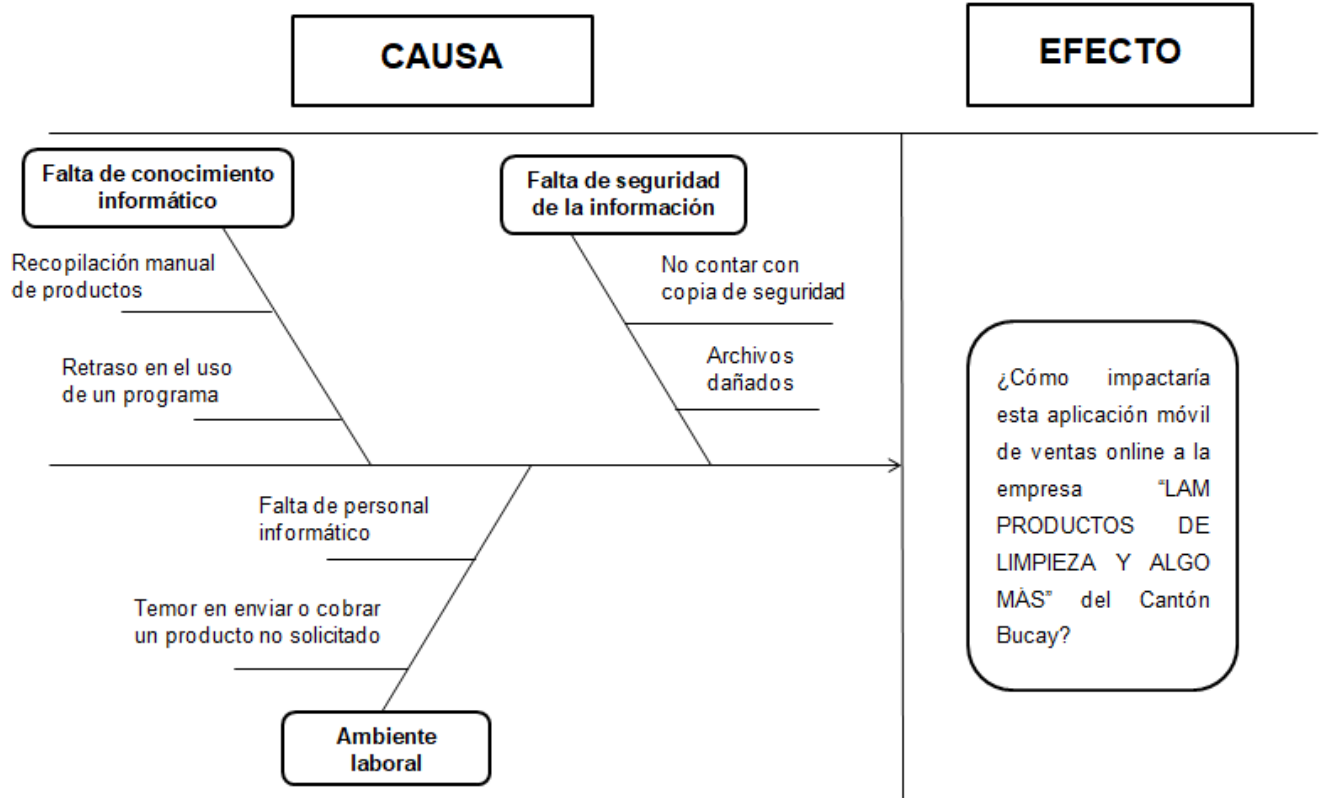 CAUSA
EFECTO
Falta de conocimiento
informático
Falta de seguridad
de la información
Recopilación manual
de productos
No contar con
copia de seguridad
Retraso en el uso
de un programa
Archivos
dañados
Falta de personal
informático
Temor en enviar o cobrar
un producto no solicitado
Ambiente
laboral
¿Cómo impactaría
esta aplicación móvil
de ventas online a la
empresa “LAM
PRODUCTOS DE
LIMPIEZA Y ALGO
MÀS” del Cantón
Bucay?